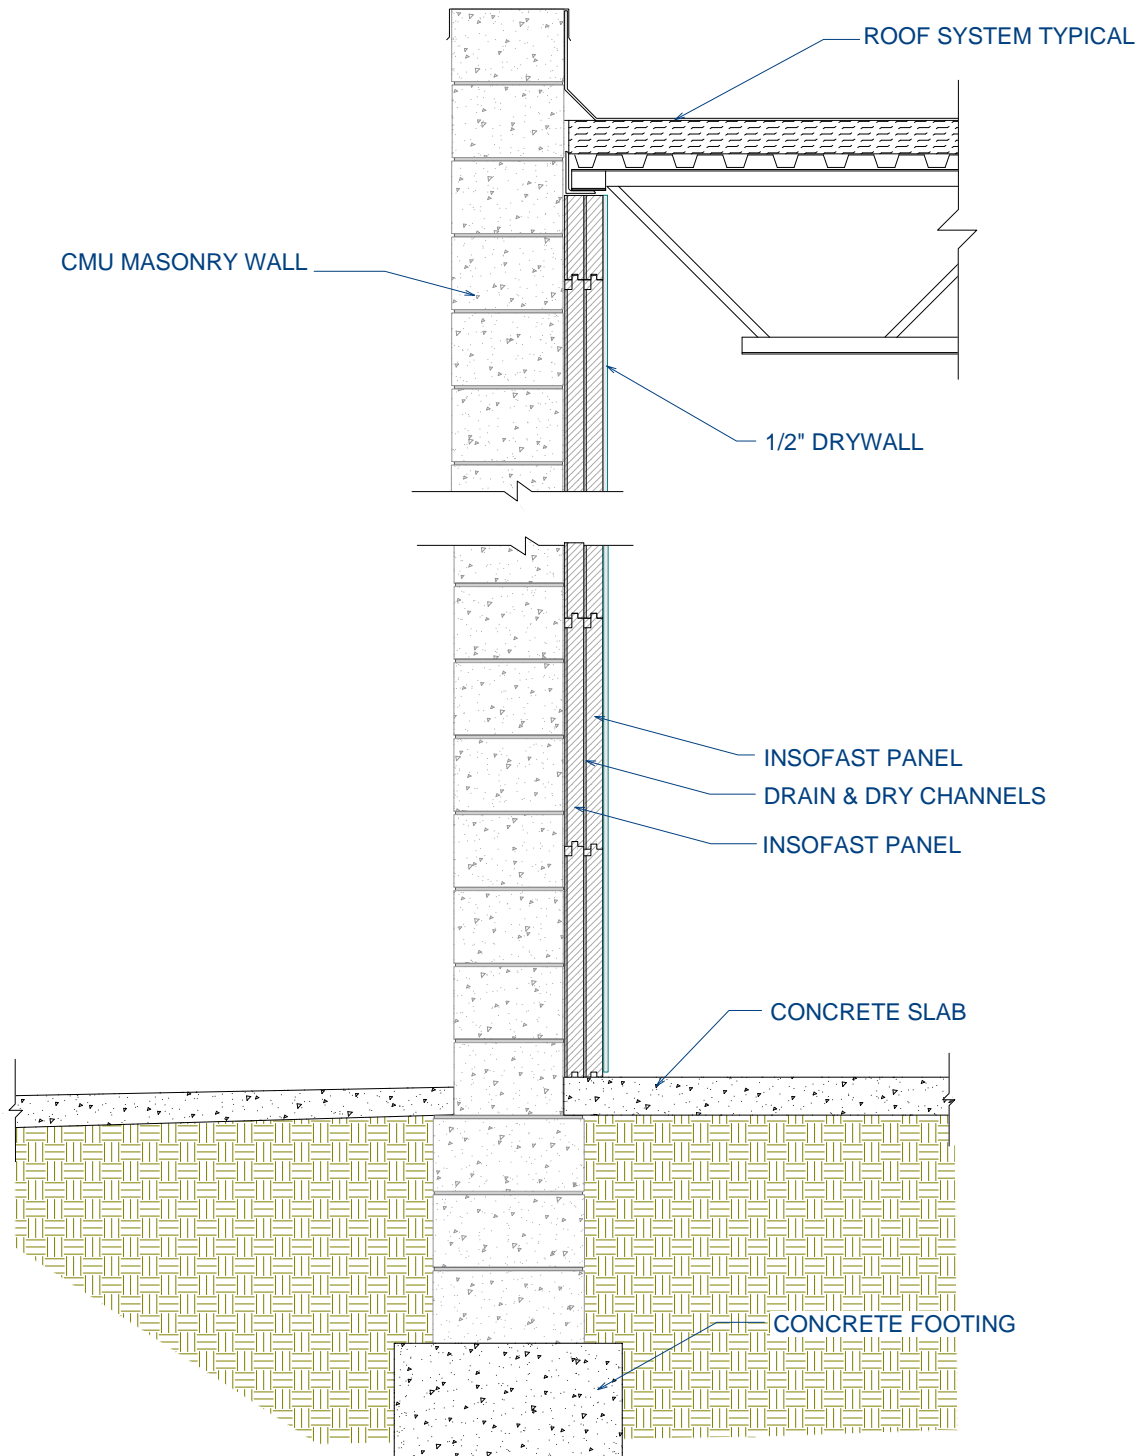 ROOF SYSTEM TYPICAL
CMU MASONRY WALL
1/2" DRYWALL
INSOFAST PANEL
DRAIN & DRY CHANNELS
INSOFAST PANEL
CONCRETE SLAB
CONCRETE FOOTING